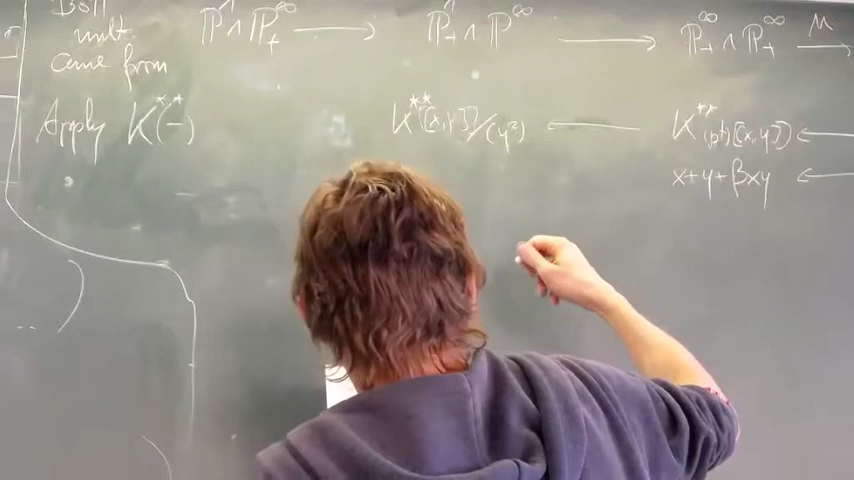 Both
mult.
came from
ℙ¹∧ℙ₊^∞ ⟶ ℙ₊¹∧ℙ^∞ ⟶ ℙ₊^∞∧ℙ₊^∞ M⟶
Apply K**(-) K**[x,y]/(y²) ⟵ K**(pt)[[x,y]] ⟵
x+y+βxy ⟵